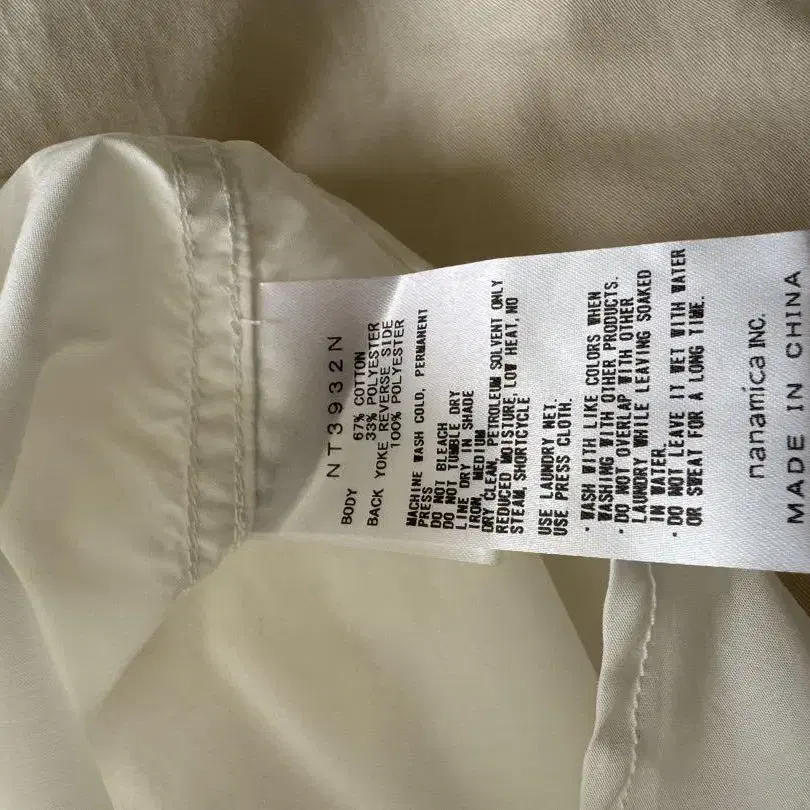 NT3932N
BODY 67% COTTON
33% POLYESTER
BACK YOKE REVERSE SIDE
100% POLYESTER
MACHINE WASH COLD, PERMANENT
PRESS
DO NOT BLEACH
DO NOT TUMBLE DRY
LINE DRY IN SHADE
IRON, MEDIUM
DRY CLEAN, PETROLEUM SOLVENT ONLY
REDUCED MOISTURE, LOW HEAT, NO
STEAM, SHORTCYCLE
USE LAUNDRY NET.
USE PRESS CLOTH.
・WASH WITH LIKE COLORS WHEN
WASHING WITH OTHER PRODUCTS.
・DO NOT OVERLAP WITH OTHER
LAUNDRY WHILE LEAVING SOAKED
IN WATER.
・DO NOT LEAVE IT WET WITH WATER
OR SWEAT FOR A LONG TIME.
nanamica INC.
MADE IN CHINA